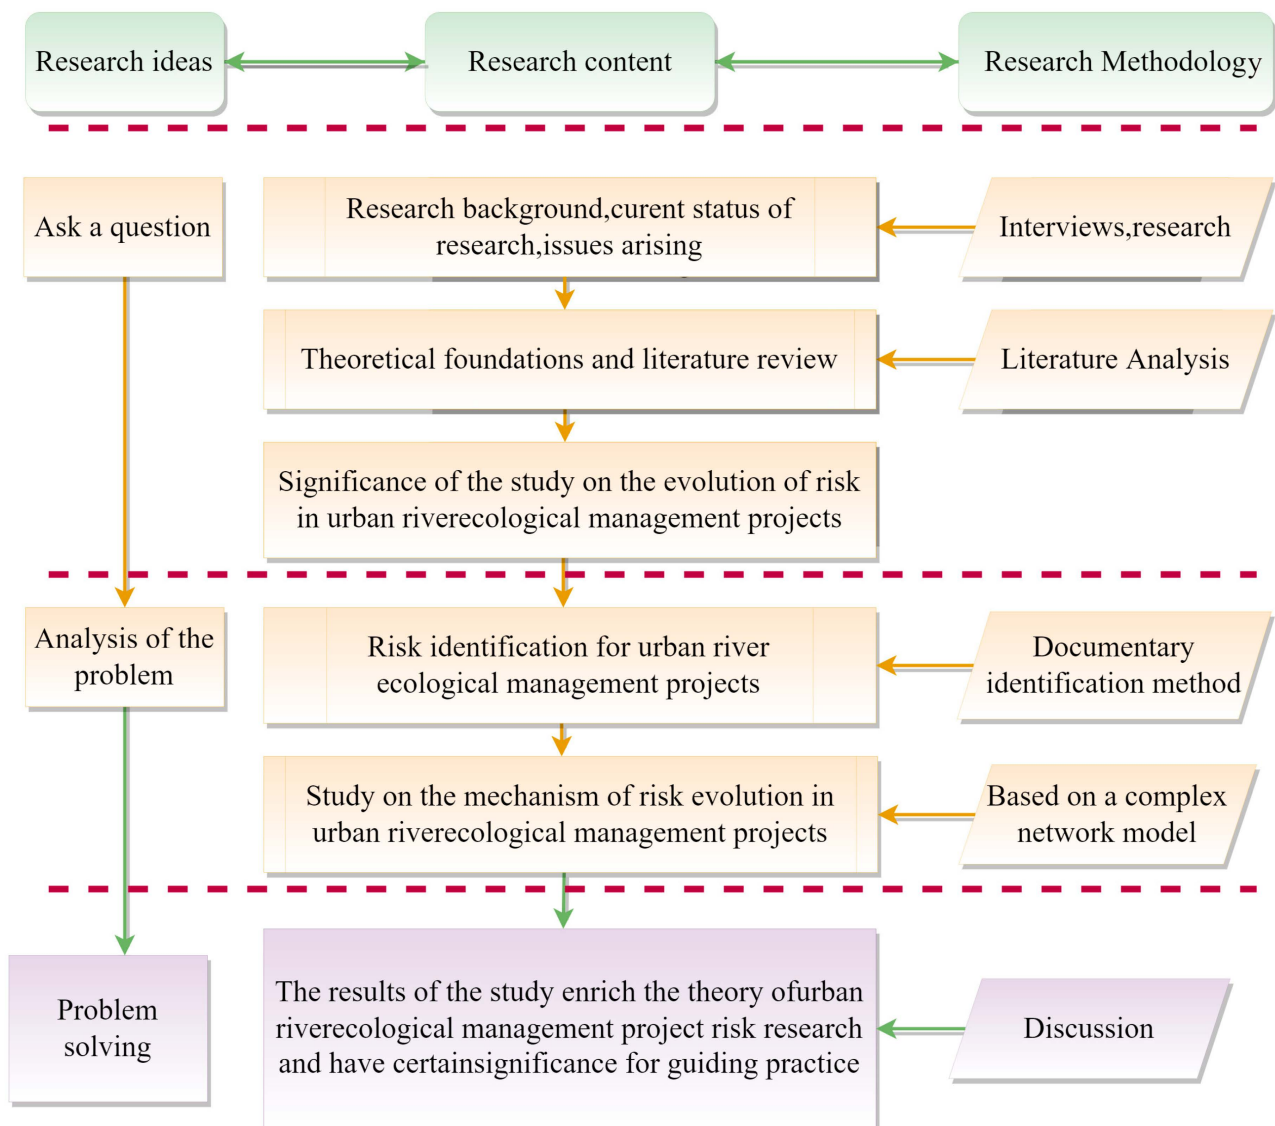 Research ideas
Research content
Research Methodology
Ask a question
Research background,curent status of
research,issues arising
Interviews,research
Theoretical foundations and literature review
Literature Analysis
Significance of the study on the evolution of risk
in urban riverecological management projects
Analysis of the
problem
Risk identification for urban river
ecological management projects
Documentary
identification method
Study on the mechanism of risk evolution in
urban riverecological management projects
Based on a complex
network model
Problem
solving
The results of the study enrich the theory ofurban
riverecological management project risk research
and have certainsignificance for guiding practice
Discussion